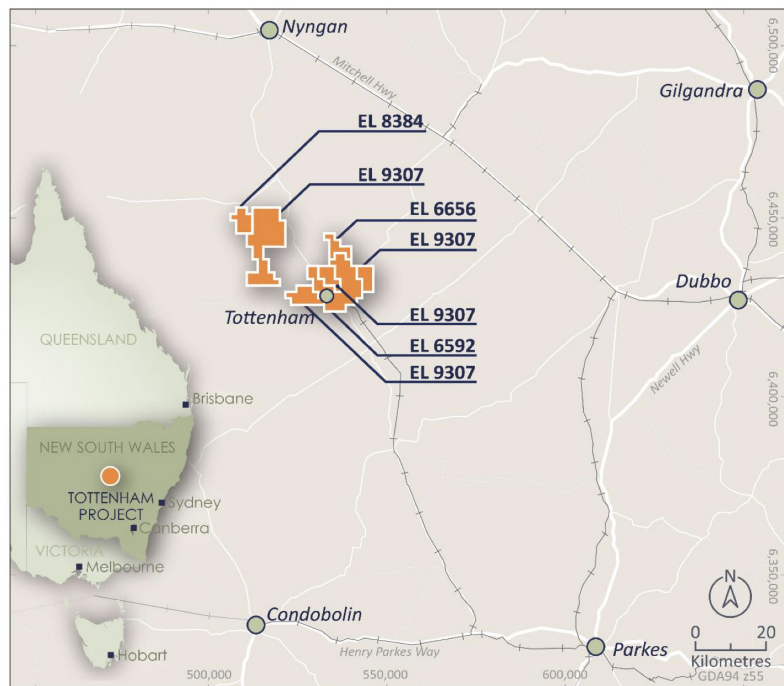 Nyngan
Mitchell Hwy
6,500,000
Gilgandra
EL 8384
EL 9307
EL 6656
EL 9307
6,450,000
Dubbo
Tottenham
EL 9307
EL 6592
EL 9307
QUEENSLAND
Newell Hwy
6,400,000
Brisbane
NEW SOUTH WALES
TOTTENHAM
PROJECT
Sydney
Canberra
VICTORIA
Melbourne
6,350,000
N
Condobolin
Hobart
Henry Parkes Way
Parkes
0 20
Kilometres
GDA94 z55
500,000
550,000
600,000